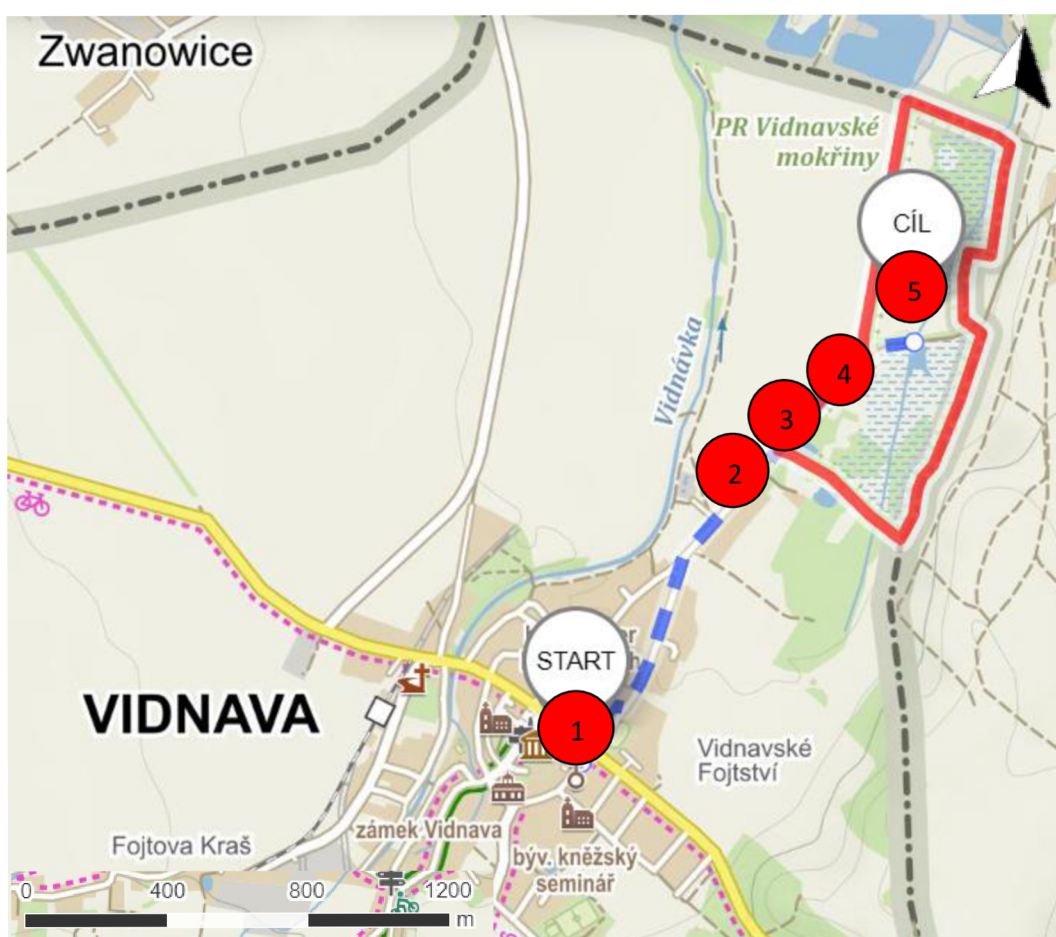 Zwanowice
PR Vidnavské
mokřiny
CÍL
5
4
3
2
Vidnávka
START
1
VIDNAVA
Vidnavské
Fojtství
zámek Vidnava
Fojtova Kraš
býv. kněžský
seminář
0 400 800 1200
m